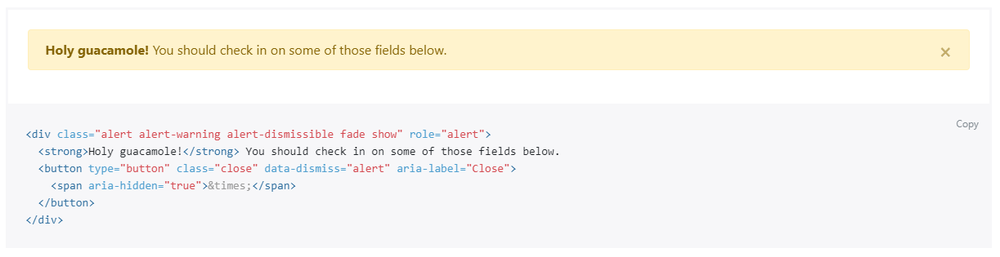 Holy guacamole! You should check in on some of those fields below. ×
Copy
<div class="alert alert-warning alert-dismissible fade show" role="alert">
  <strong>Holy guacamole!</strong> You should check in on some of those fields below.
  <button type="button" class="close" data-dismiss="alert" aria-label="Close">
    <span aria-hidden="true">&times;</span>
  </button>
</div>